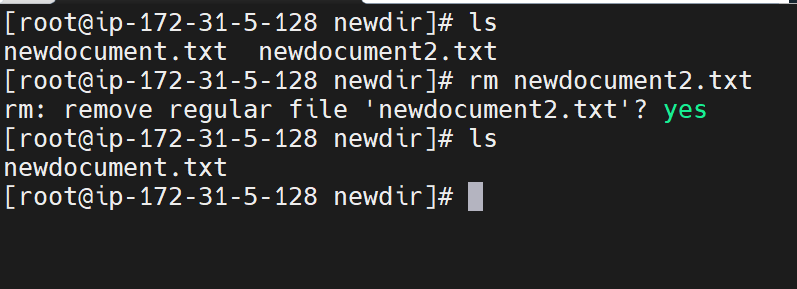 [root@ip-172-31-5-128 newdir]# ls
newdocument.txt  newdocument2.txt
[root@ip-172-31-5-128 newdir]# rm newdocument2.txt
rm: remove regular file 'newdocument2.txt'? yes
[root@ip-172-31-5-128 newdir]# ls
newdocument.txt
[root@ip-172-31-5-128 newdir]#